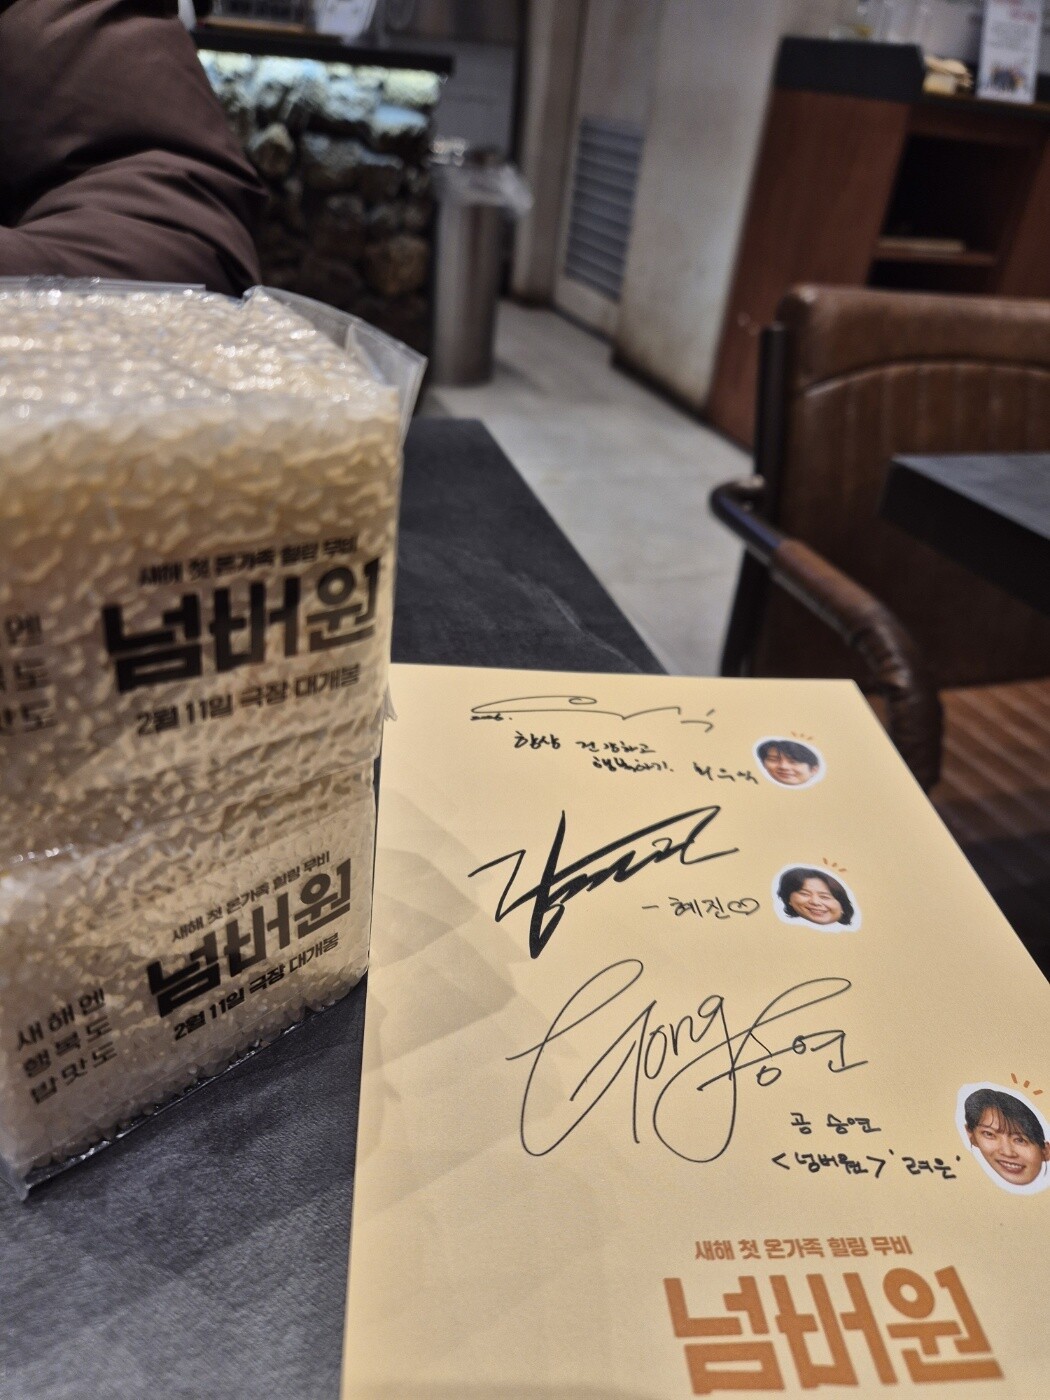 새해 첫 온가족 힐링 무비
넘버원
2월 11일 극장 대개봉
새해 첫 온가족 힐링 무비
넘버원
2월 11일 극장 대개봉
새해엔
행복도
밥맛도
2026.
항상 건강하고
행복하기. 최우식
- 혜진♡
Gong 승연
공승연
<넘버원> '려은'
새해 첫 온가족 힐링 무비
넘버원